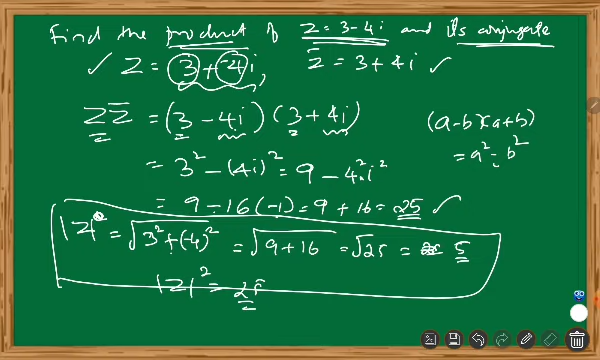 Find the product of Z = 3 - 4i and its conjugate
✓ Z = 3 + -4i, z̄ = 3 + 4i ✓
Z Z̄ = (3 - 4i) (3 + 4i)
(a-b)(a+b)
= 3² - (4i)² = 9 - 4²i²
= a² - b²
= 9 - 16(-1) = 9 + 16 = 25 ✓
|Z| = √3² + (-4)² = √9 + 16 = √25 = 5
|Z|² = 25